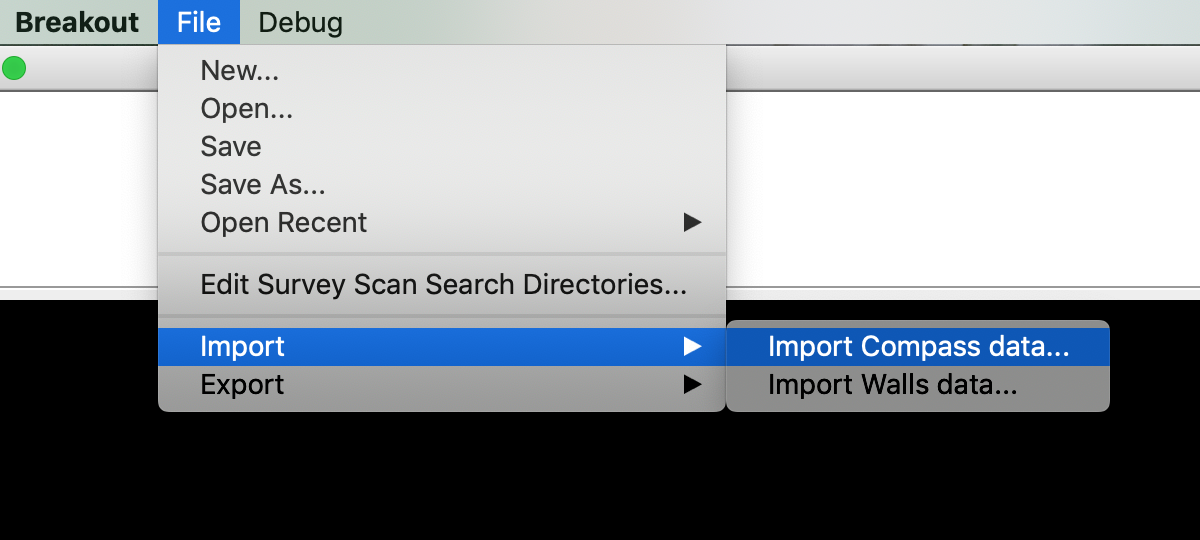 Breakout File Debug
New...
Open...
Save
Save As...
Open Recent
Edit Survey Scan Search Directories...
Import Import Compass data...
Export Import Walls data...